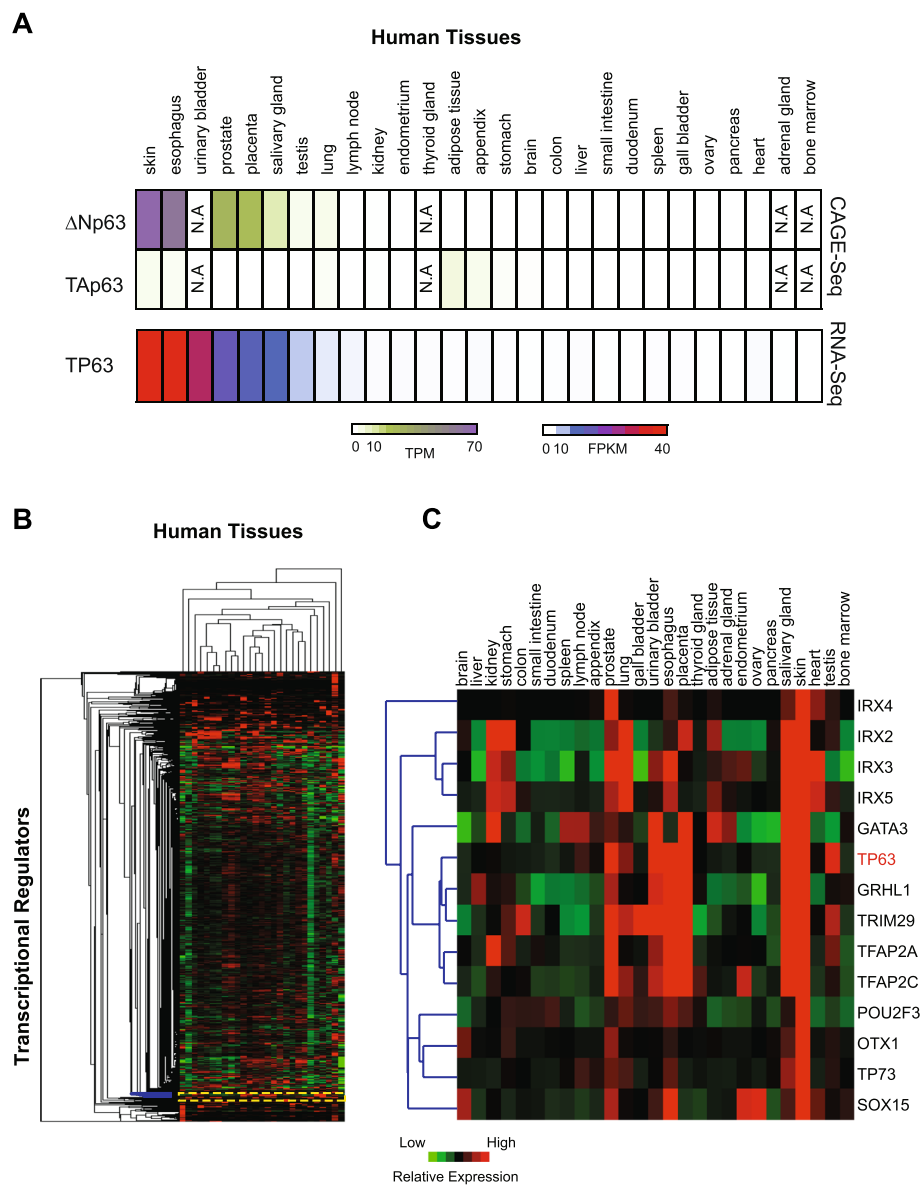 A
Human Tissues
skin
esophagus
urinary bladder
prostate
placenta
salivary gland
testis
lung
lymph node
kidney
endometrium
thyroid gland
adipose tissue
appendix
stomach
brain
colon
liver
small intestine
duodenum
spleen
gall bladder
ovary
pancreas
heart
adrenal gland
bone marrow
ΔNp63
N.A
N.A
N.A
N.A
CAGE-Seq
TAp63
N.A
N.A
N.A
N.A
TP63
RNA-Seq
0 10 70
TPM
0 10 FPKM 40
B
Human Tissues
Transcriptional Regulators
C
brain
liver
kidney
stomach
colon
small intestine
duodenum
spleen
lymph node
appendix
prostate
lung
gall bladder
urinary bladder
esophagus
placenta
thyroid gland
adipose tissue
adrenal gland
endometrium
ovary
pancreas
salivary gland
skin
heart
testis
bone marrow
IRX4
IRX2
IRX3
IRX5
GATA3
TP63
GRHL1
TRIM29
TFAP2A
TFAP2C
POU2F3
OTX1
TP73
SOX15
Low High
Relative Expression